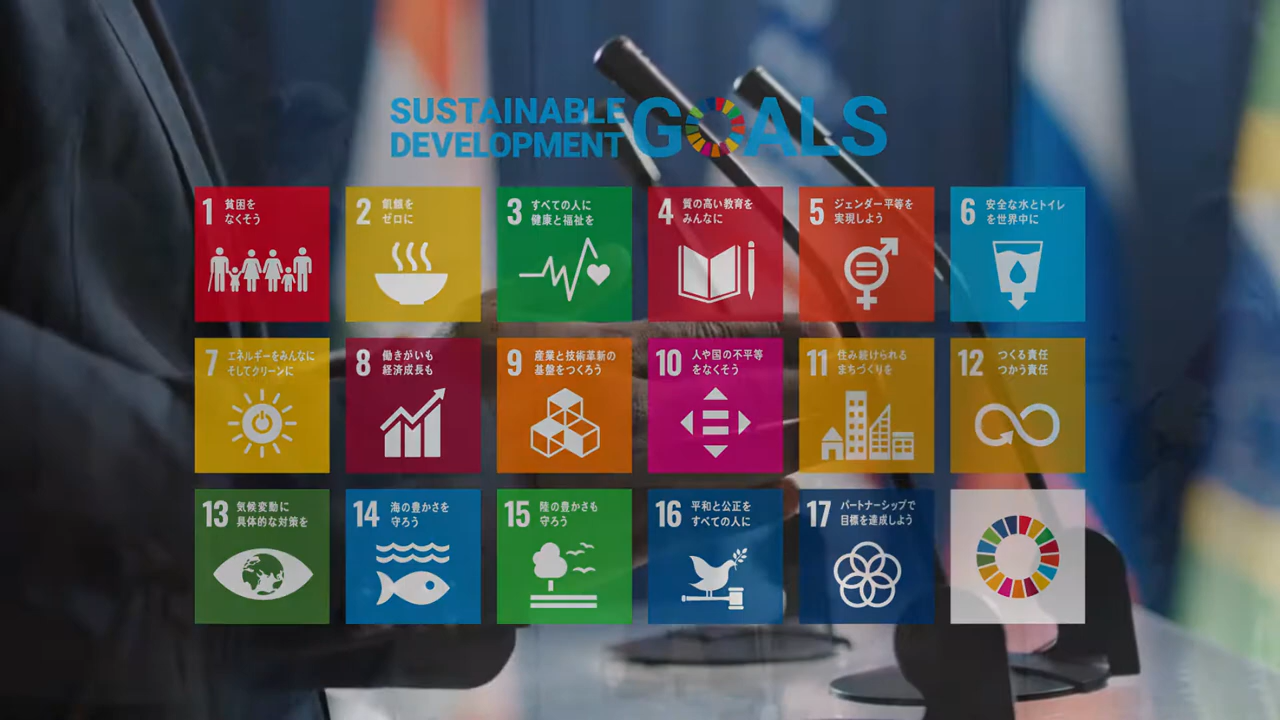 SUSTAINABLE
DEVELOPMENT
GOALS
1 貧困を
なくそう
2 飢餓を
ゼロに
3 すべての人に
健康と福祉を
4 質の高い教育を
みんなに
5 ジェンダー平等を
実現しよう
6 安全な水とトイレ
を世界中に
7 エネルギーをみんなに
そしてクリーンに
8 働きがいも
経済成長も
9 産業と技術革新の
基盤をつくろう
10 人や国の不平等
をなくそう
11 住み続けられる
まちづくりを
12 つくる責任
つかう責任
13 気候変動に
具体的な対策を
14 海の豊かさを
守ろう
15 陸の豊かさも
守ろう
16 平和と公正を
すべての人に
17 パートナーシップで
目標を達成しよう